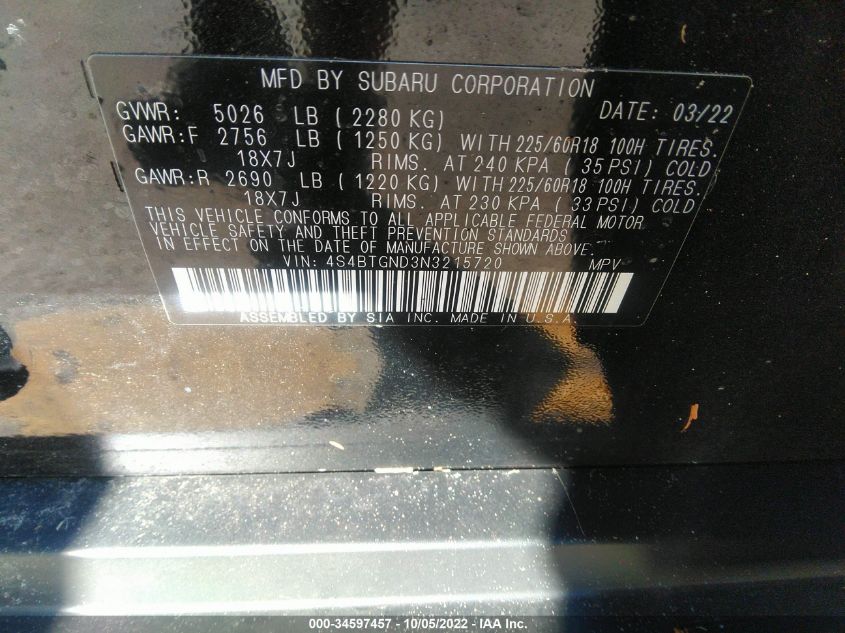 MFD BY SUBARU CORPORATION
GVWR: 5026 LB (2280 KG) DATE: 03/22
GAWR:F 2756 LB (1250 KG) WITH 225/60R18 100H TIRES.
18X7J RIMS. AT 240 KPA (35 PSI) COLD
GAWR:R 2690 LB (1220 KG) WITH 225/60R18 100H TIRES.
18X7J RIMS. AT 230 KPA (33 PSI) COLD
THIS VEHICLE CONFORMS TO ALL APPLICABLE FEDERAL MOTOR
VEHICLE SAFETY AND THEFT PREVENTION STANDARDS
IN EFFECT ON THE DATE OF MANUFACTURE SHOWN ABOVE.
VIN: 4S4BTGND3N3215720 MPV
ASSEMBLED BY SIA INC. MADE IN U.S.A
000-34597457 - 10/05/2022 - IAA Inc.